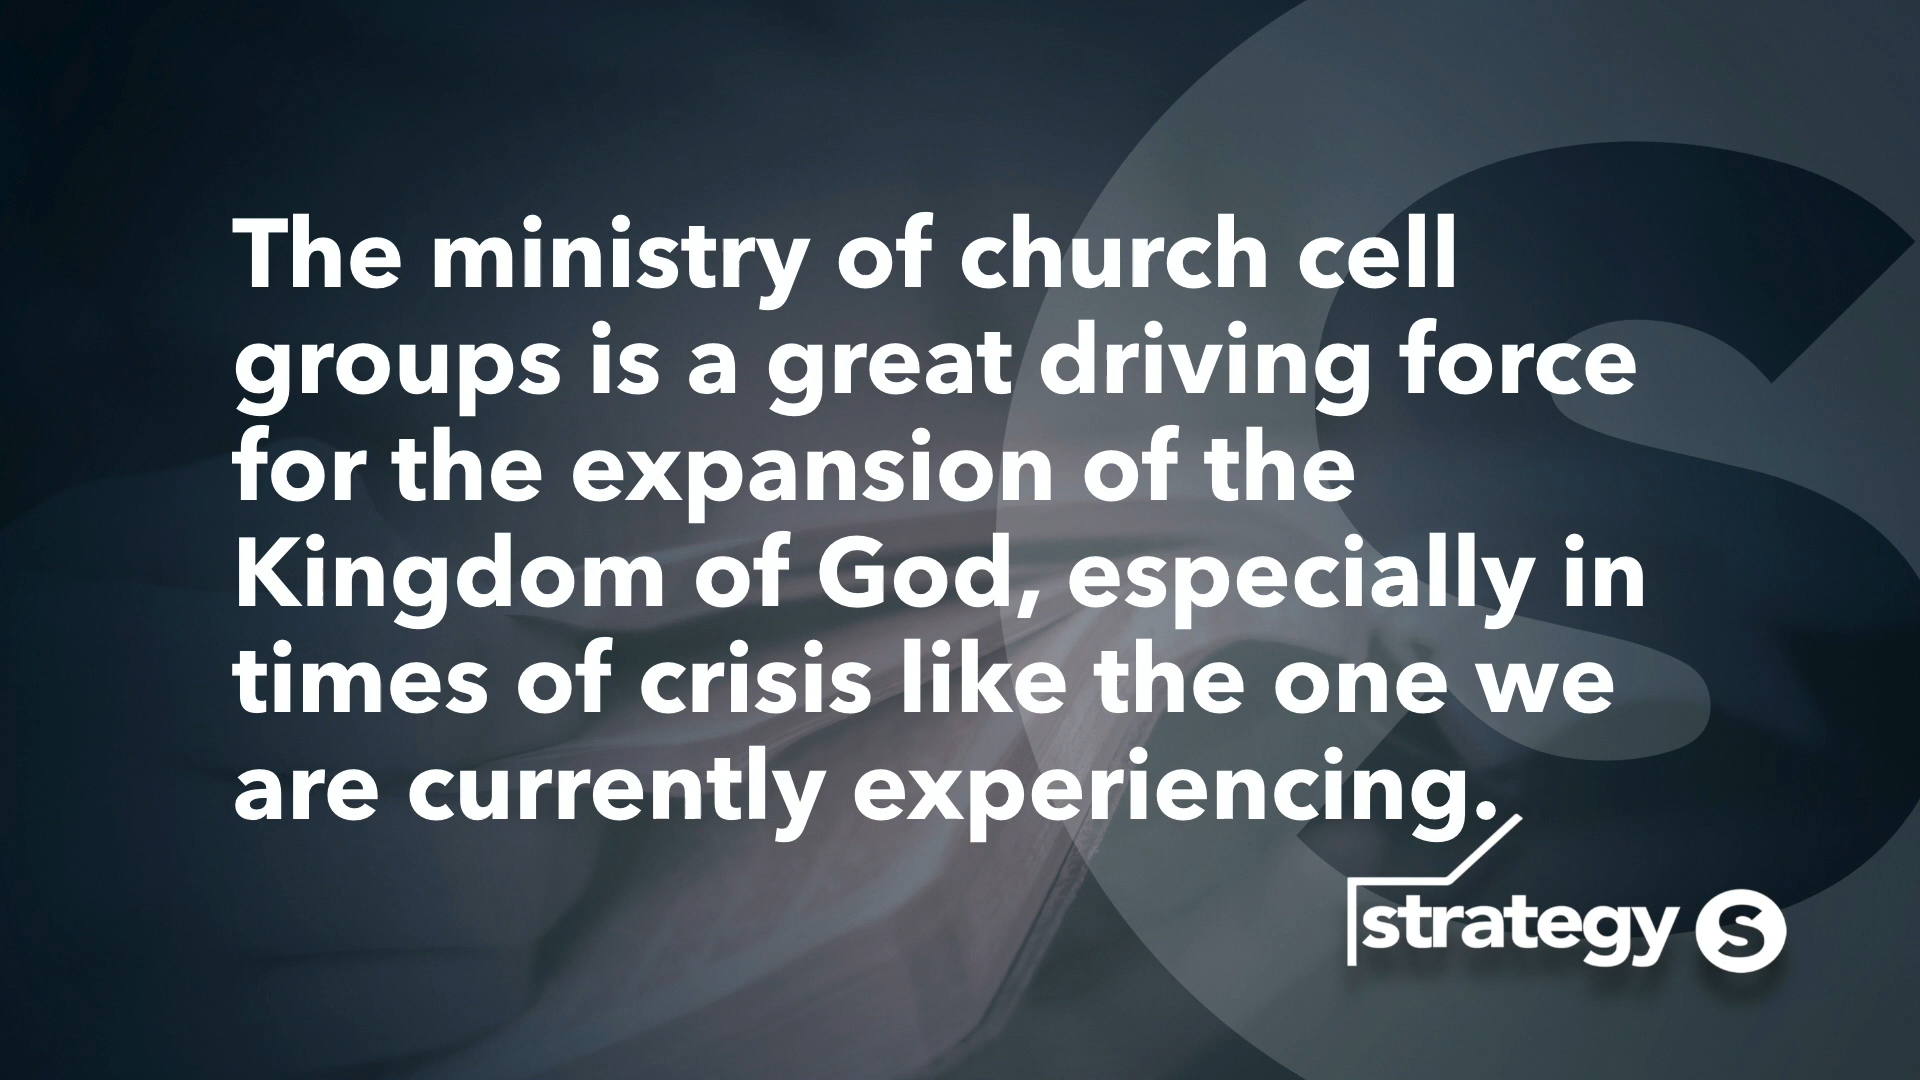 The ministry of church cell
groups is a great driving force
for the expansion of the
Kingdom of God, especially in
times of crisis like the one we
are currently experiencing.
strategy S